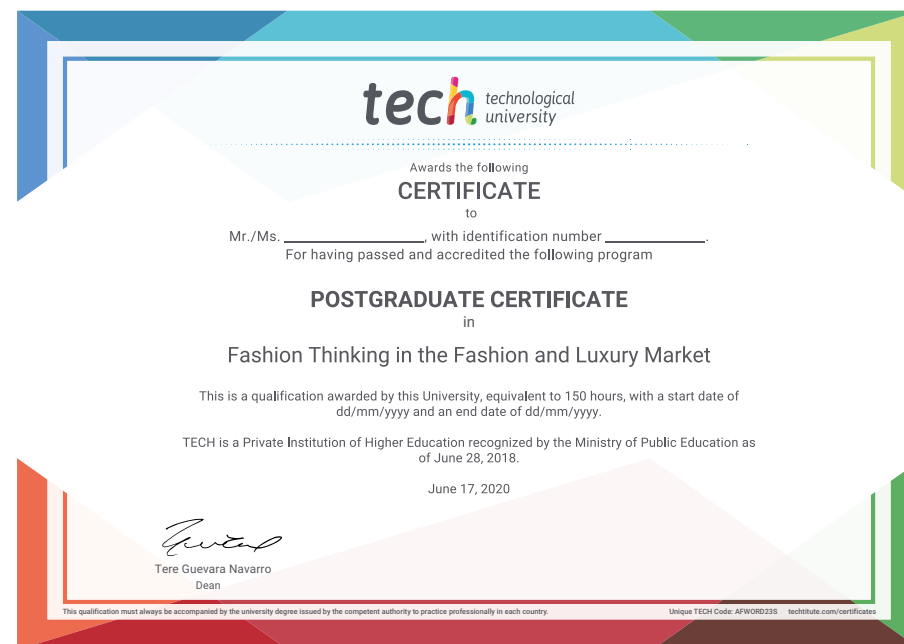 tech technological
university
Awards the following
CERTIFICATE
to
Mr./Ms. ____________, with identification number ____________.
For having passed and accredited the following program
POSTGRADUATE CERTIFICATE
in
Fashion Thinking in the Fashion and Luxury Market
This is a qualification awarded by this University, equivalent to 150 hours, with a start date of
dd/mm/yyyy and an end date of dd/mm/yyyy.
TECH is a Private Institution of Higher Education recognized by the Ministry of Public Education as
of June 28, 2018.
June 17, 2020
Tere Guevara Navarro
Dean
This qualification must always be accompanied by the university degree issued by the competent authority to practice professionally in each country. Unique TECH Code: AFWORD23S techtitute.com/certificates